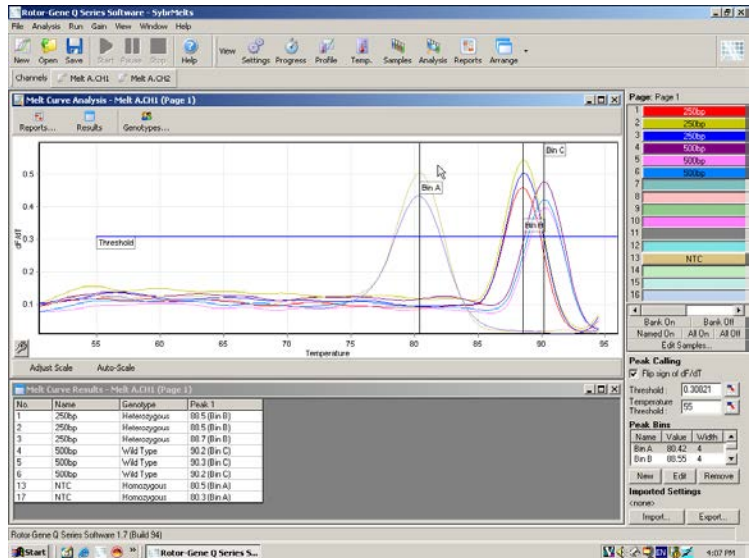 Rotor-Gene Q Series Software - SybrMelts
File Analysis Run Gain View Window Help
New Open Save Start Pause Stop Help View Settings Progress Profile Temp. Samples Analysis Reports Arrange
Channels Melt A.CH1 Melt A.CH2
Melt Curve Analysis - Melt A.CH1 (Page 1)
Reports... Results Genotypes...
Bin C
Bin A
Bin B
Threshold
dF/dT
0.5
0.4
0.3
0.2
0.1
55 60 65 70 75 80 85 90 95
Temperature
Adjust Scale Auto-Scale
Melt Curve Results - Melt A.CH1 (Page 1)
No. Name Genotype Peak 1
1 250bp Heterozygous 88.5 (Bin B)
2 250bp Heterozygous 88.5 (Bin B)
3 250bp Heterozygous 88.7 (Bin B)
4 500bp Wild Type 90.2 (Bin C)
5 500bp Wild Type 90.3 (Bin C)
6 500bp Wild Type 90.2 (Bin C)
13 NTC Homozygous 80.5 (Bin A)
17 NTC Homozygous 80.3 (Bin A)
Page: Page 1
1 250bp
2 250bp
3 250bp
4 500bp
5 500bp
6 500bp
7
8
9
10
11
12
13 NTC
14
15
16
Bank On Bank Off
Named On All On All Off
Edit Samples...
Peak Calling
Flip sign of dF/dT
Threshold: 0.30821
Temperature Threshold: 55
Peak Bins
Name Value Width
Bin A 80.42 4
Bin B 88.55 4
New Edit Remove
Imported Settings
<none>
Import... Export...
Rotor-Gene Q Series Software 1.7 (Build 94)
Start Rotor-Gene Q Series S... EN 4:07 PM